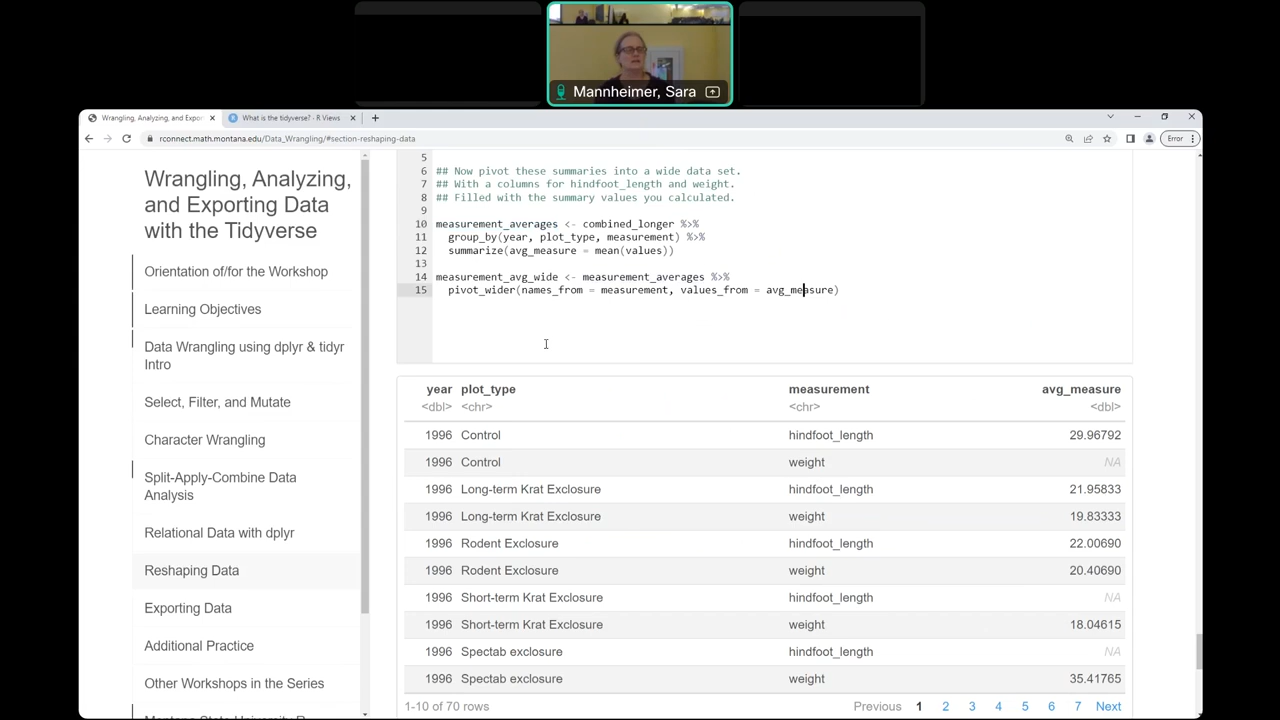 Mannheimer, Sara
Wrangling, Analyzing, and Expor
What is the tidyverse? · R Views
rconnect.math.montana.edu/Data_Wrangling/#section-reshaping-data
Error
Wrangling, Analyzing,
and Exporting Data
with the Tidyverse
Orientation of/for the Workshop
Learning Objectives
Data Wrangling using dplyr & tidyr
Intro
Select, Filter, and Mutate
Character Wrangling
Split-Apply-Combine Data
Analysis
Relational Data with dplyr
Reshaping Data
Exporting Data
Additional Practice
Other Workshops in the Series
Montana State University R
5
6 ## Now pivot these summaries into a wide data set.
7 ## With a columns for hindfoot_length and weight.
8 ## Filled with the summary values you calculated.
9
10 measurement_averages <- combined_longer %>%
11 group_by(year, plot_type, measurement) %>%
12 summarize(avg_measure = mean(values))
13
14 measurement_avg_wide <- measurement_averages %>%
15 pivot_wider(names_from = measurement, values_from = avg_measure)
year plot_type measurement avg_measure
<dbl> <chr> <chr> <dbl>
1996 Control hindfoot_length 29.96792
1996 Control weight NA
1996 Long-term Krat Exclosure hindfoot_length 21.95833
1996 Long-term Krat Exclosure weight 19.83333
1996 Rodent Exclosure hindfoot_length 22.00690
1996 Rodent Exclosure weight 20.40690
1996 Short-term Krat Exclosure hindfoot_length NA
1996 Short-term Krat Exclosure weight 18.04615
1996 Spectab exclosure hindfoot_length NA
1996 Spectab exclosure weight 35.41765
1-10 of 70 rows Previous 1 2 3 4 5 6 7 Next